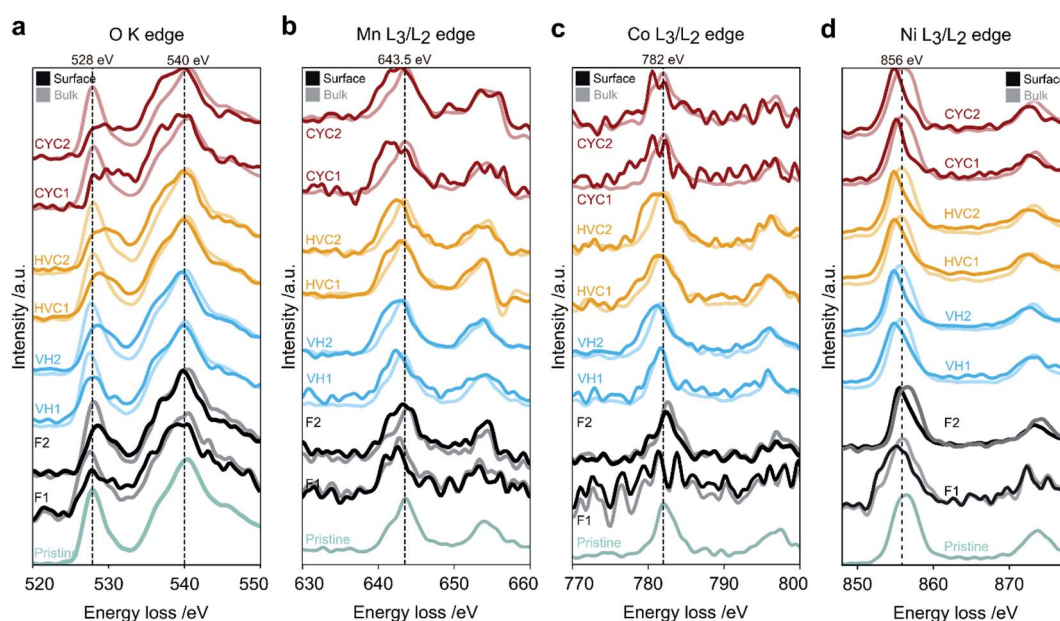 a
O K edge
528 eV
540 eV
Surface
Bulk
CYC2
CYC1
HVC2
HVC1
VH2
VH1
F2
F1
Pristine
Intensity /a.u.
520 530 540 550
Energy loss /eV
b
Mn L3/L2 edge
643.5 eV
Surface
Bulk
CYC2
CYC1
HVC2
HVC1
VH2
VH1
F2
F1
Pristine
Intensity /a.u.
630 640 650 660
Energy loss /eV
c
Co L3/L2 edge
782 eV
Surface
Bulk
CYC2
CYC1
HVC2
HVC1
VH2
VH1
F2
F1
Pristine
Intensity /a.u.
770 780 790 800
Energy loss /eV
d
Ni L3/L2 edge
856 eV
Surface
Bulk
CYC2
CYC1
HVC2
HVC1
VH2
VH1
F2
F1
Pristine
Intensity /a.u.
850 860 870
Energy loss /eV